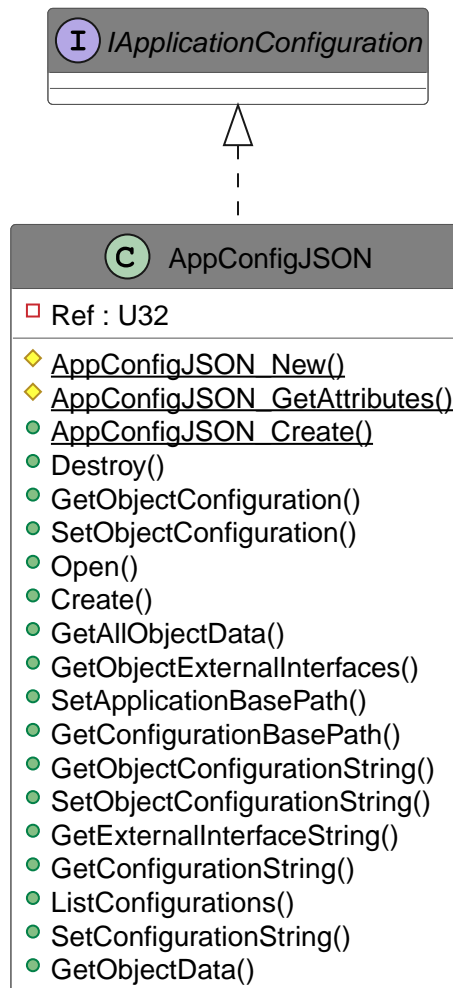 I IApplicationConfiguration
C AppConfigJSON
Ref : U32
AppConfigJSON_New()
AppConfigJSON_GetAttributes()
AppConfigJSON_Create()
Destroy()
GetObjectConfiguration()
SetObjectConfiguration()
Open()
Create()
GetAllObjectData()
GetObjectExternalInterfaces()
SetApplicationBasePath()
GetConfigurationBasePath()
GetObjectConfigurationString()
SetObjectConfigurationString()
GetExternalInterfaceString()
GetConfigurationString()
ListConfigurations()
SetConfigurationString()
GetObjectData()